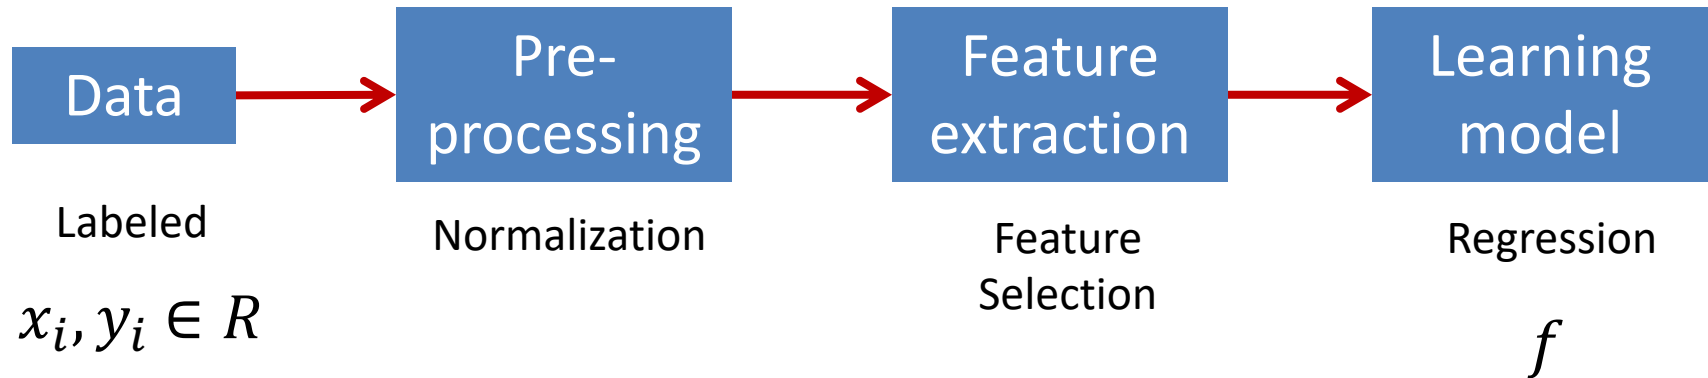 Data
Pre-
processing
Feature
extraction
Learning
model
Labeled
Normalization
Feature
Selection
Regression
xᵢ, yᵢ ∈ R
f